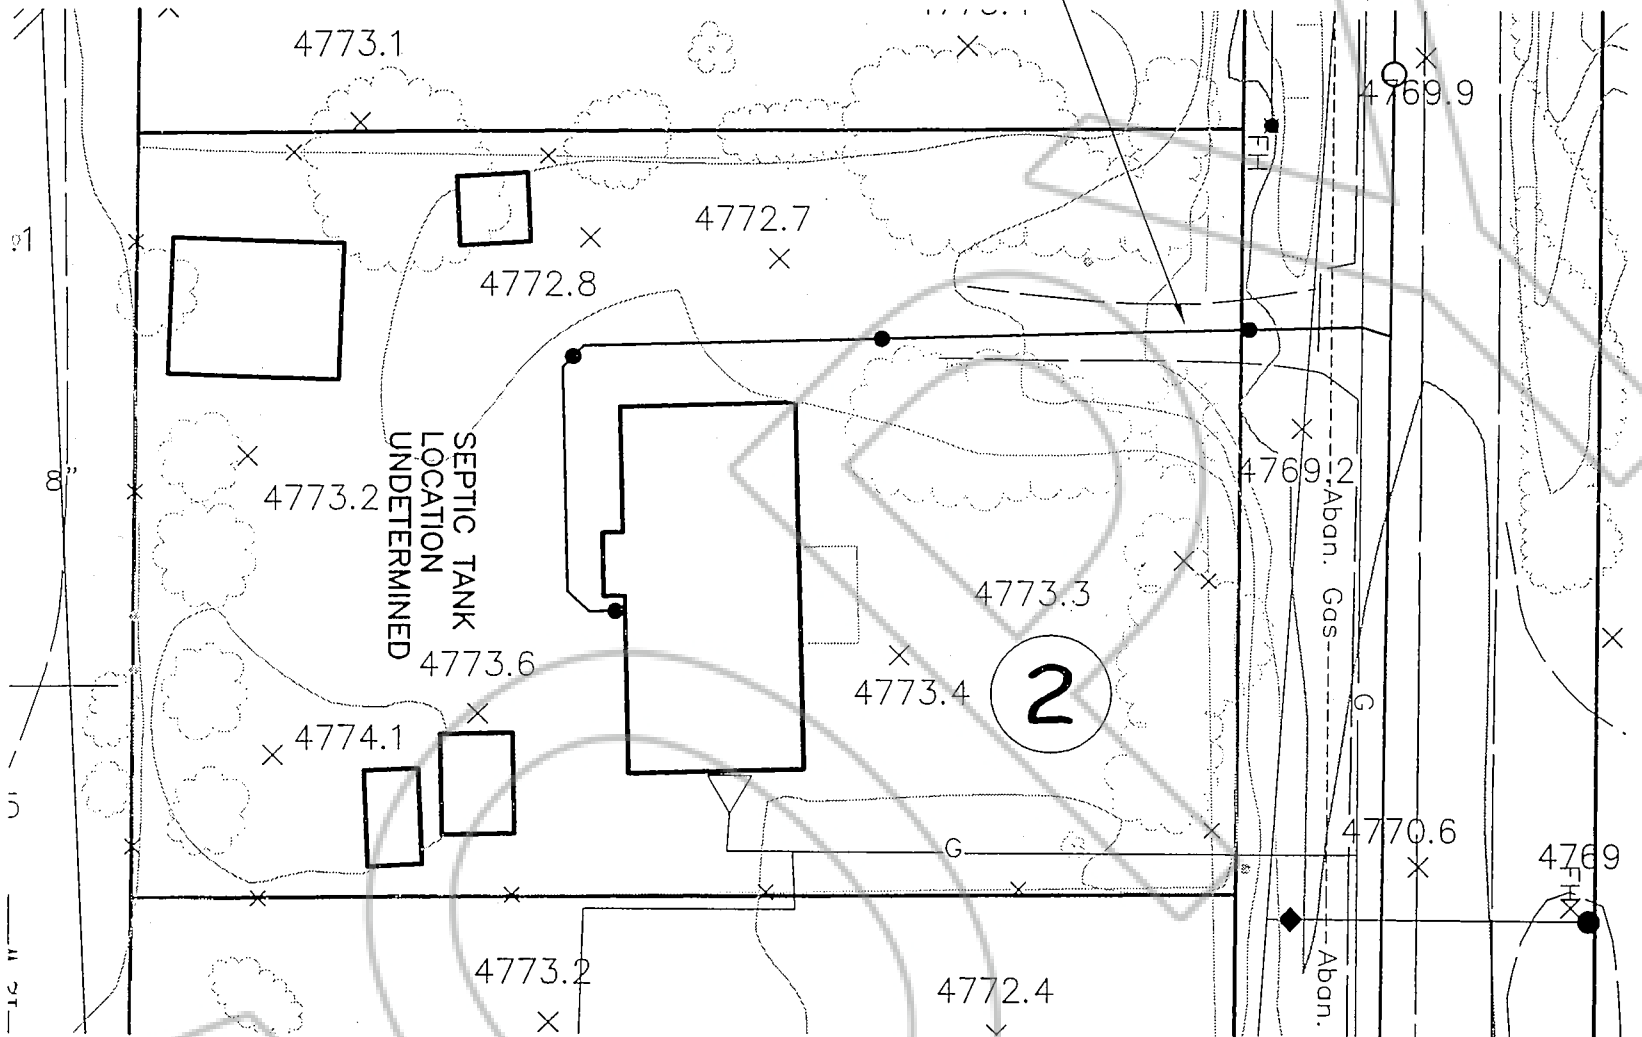 4773.1
4769.9
FH
4772.7
4772.8
8"
4773.2
SEPTIC TANK
LOCATION
UNDETERMINED
4769.2
Aban. Gas
4773.3
4773.6
4773.4
2
G
4774.1
4770.6
G
4769
FH
4773.2
4772.4
Aban.